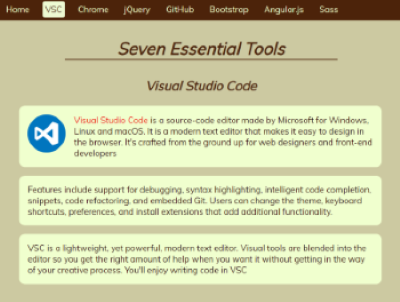 Home VSC Chrome jQuery GitHub Bootstrap Angular.js Sass
Seven Essential Tools
Visual Studio Code
Visual Studio Code is a source-code editor made by Microsoft for Windows,
Linux and macOS. It is a modern text editor that makes it easy to design in
the browser. It's crafted from the ground up for web designers and front-end
developers
Features include support for debugging, syntax highlighting, intelligent code completion,
snippets, code refactoring, and embedded Git. Users can change the theme, keyboard
shortcuts, preferences, and install extensions that add additional functionality.
VSC is a lightweight, yet powerful, modern text editor. Visual tools are blended into the
editor so you get the right amount of help when you want it without getting in the way
of your creative process. You'll enjoy writing code in VSC